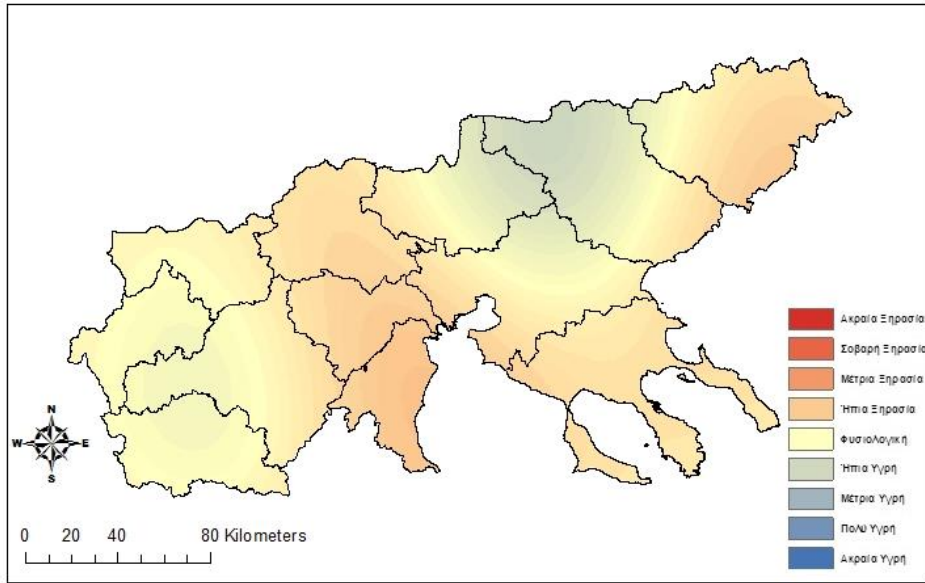 Ακραία Ξηρασία
Σοβαρή Ξηρασία
Μέτρια Ξηρασία
Ήπια Ξηρασία
Φυσιολογική
Ήπια Υγρή
Μέτρια Υγρή
Πολύ Υγρή
Ακραία Υγρή
N
W E
S
0 20 40 80 Kilometers